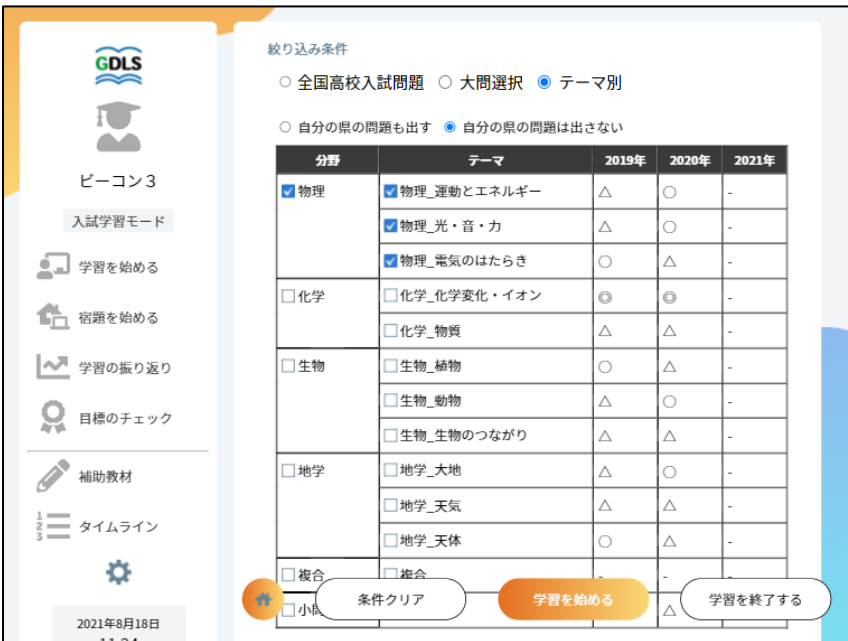 GDLS
ビーコン3
入試学習モード
学習を始める
宿題を始める
学習の振り返り
目標のチェック
補助教材
1
2
3
タイムライン
2021年8月18日
絞り込み条件
全国高校入試問題 大問選択 テーマ別
自分の県の問題も出す 自分の県の問題は出さない
分野 テーマ 2019年 2020年 2021年
物理 物理_運動とエネルギー △ ○ -
物理_光・音・力 △ ○ -
物理_電気のはたらき ○ △ -
化学 化学_化学変化・イオン ◎ ◎ -
化学_物質 △ △ -
生物 生物_植物 ○ △ -
生物_動物 △ ○ -
生物_生物のつながり △ △ -
地学 地学_大地 △ ○ -
地学_天気 △ △ -
地学_天体 ○ △ -
複合 複合 - - -
小 △
条件クリア 学習を始める 学習を終了する